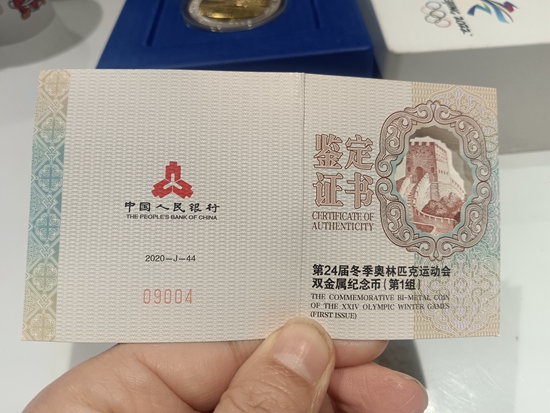 中国人民银行
THE PEOPLE'S BANK OF CHINA
2020-J-44
09004
鉴定
证书
CERTIFICATE OF
AUTHENTICITY
第24届冬季奥林匹克运动会
双金属纪念币(第1组)
THE COMMEMORATIVE BI-METAL COIN
OF THE XXIV OLYMPIC WINTER GAMES
(FIRST ISSUE)